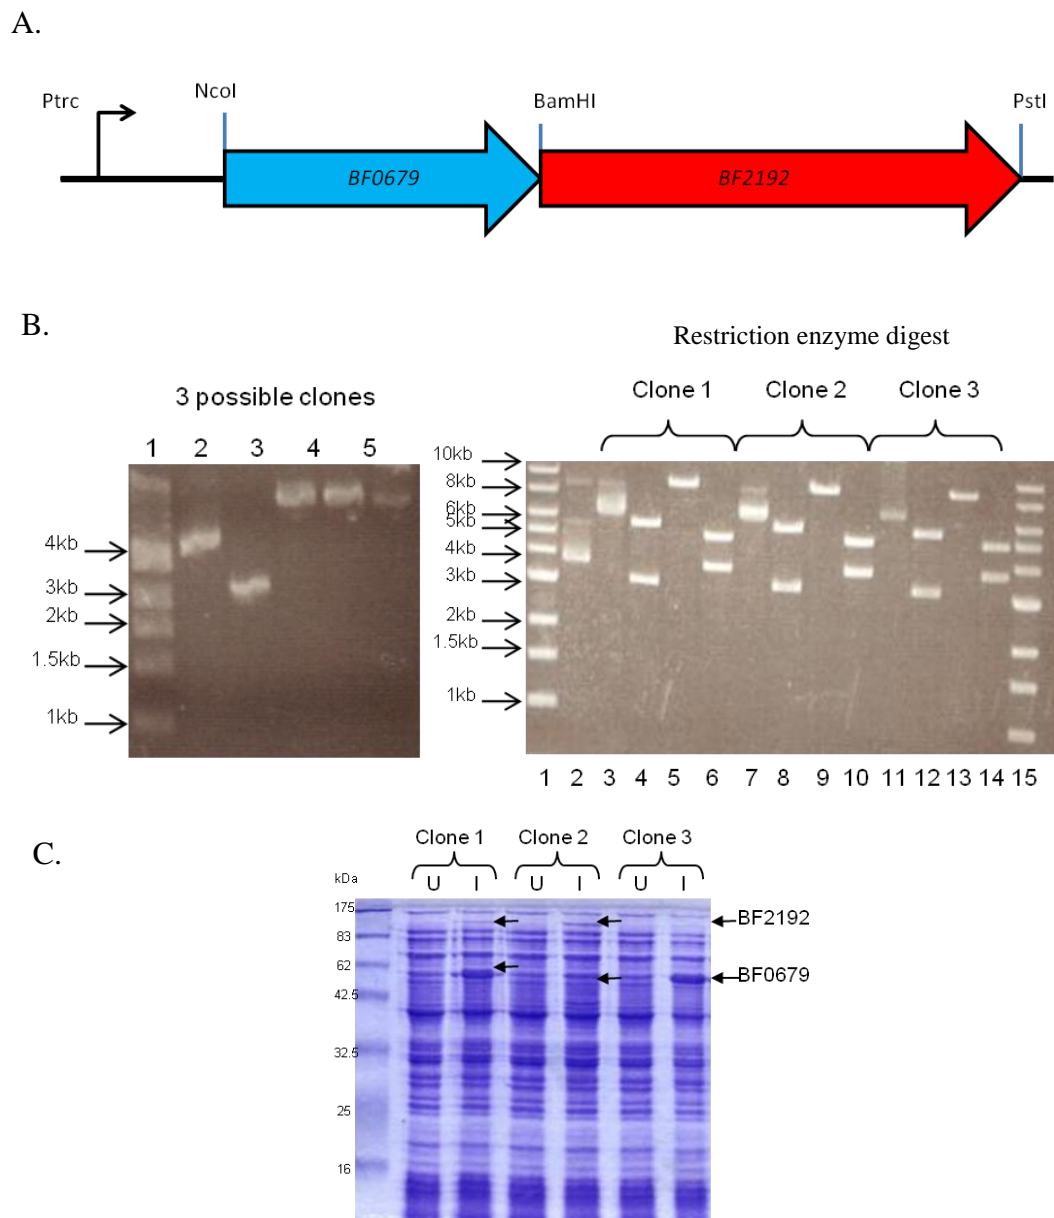 A.
Ptrc
NcoI
BamHI
PstI
BF0679
BF2192
B.
Restriction enzyme digest
3 possible clones
Clone 1 Clone 2 Clone 3
1 2 3 4 5
10kb
8kb
6kb
5kb
4kb
3kb
2kb
1.5kb
1kb
4kb
3kb
2kb
1.5kb
1kb
1 2 3 4 5 6 7 8 9 10 11 12 13 14 15
C.
Clone 1 Clone 2 Clone 3
kDa
U I U I U I
175
83
62
42.5
32.5
25
16
BF2192
BF0679